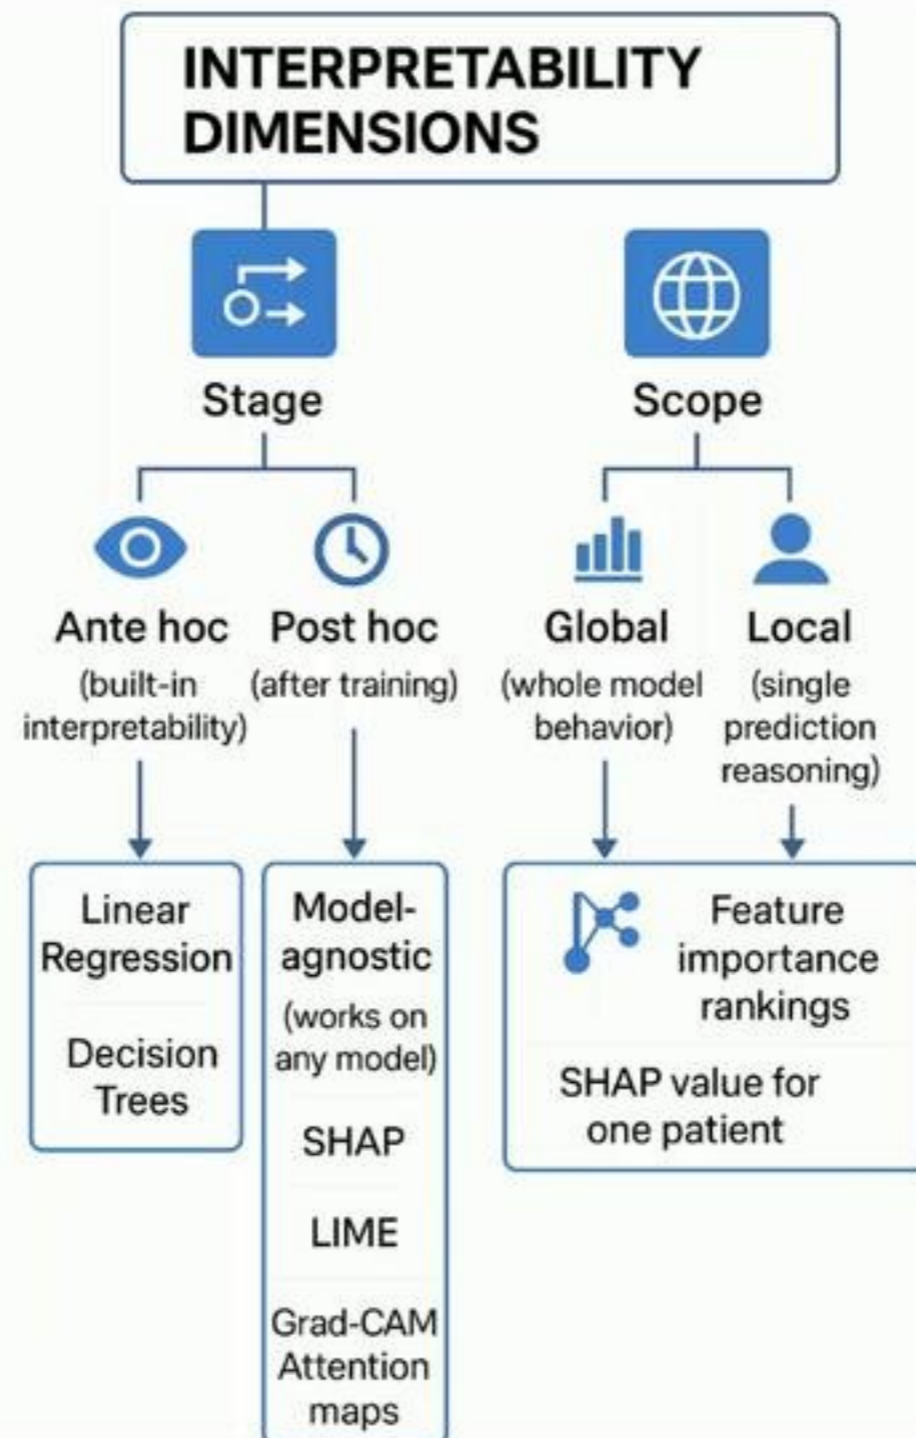 INTERPRETABILITY
DIMENSIONS
Stage
Scope
Ante hoc
(built-in
interpretability)
Post hoc
(after training)
Global
(whole model
behavior)
Local
(single
prediction
reasoning)
Linear
Regression
Decision
Trees
Model-
agnostic
(works on
any model)
SHAP
LIME
Grad-CAM
Attention
maps
Feature
importance
rankings
SHAP value for
one patient